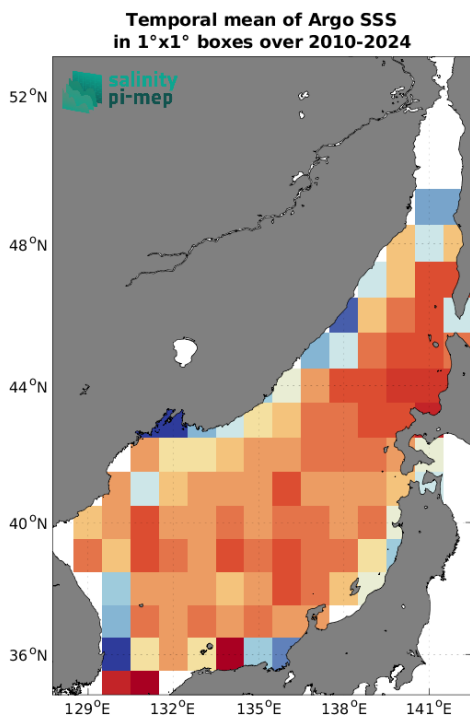 Temporal mean of Argo SSS
in 1°x1° boxes over 2010-2024
salinity
pi-mep
52°N
48°N
44°N
40°N
36°N
129°E 132°E 135°E 138°E 141°E